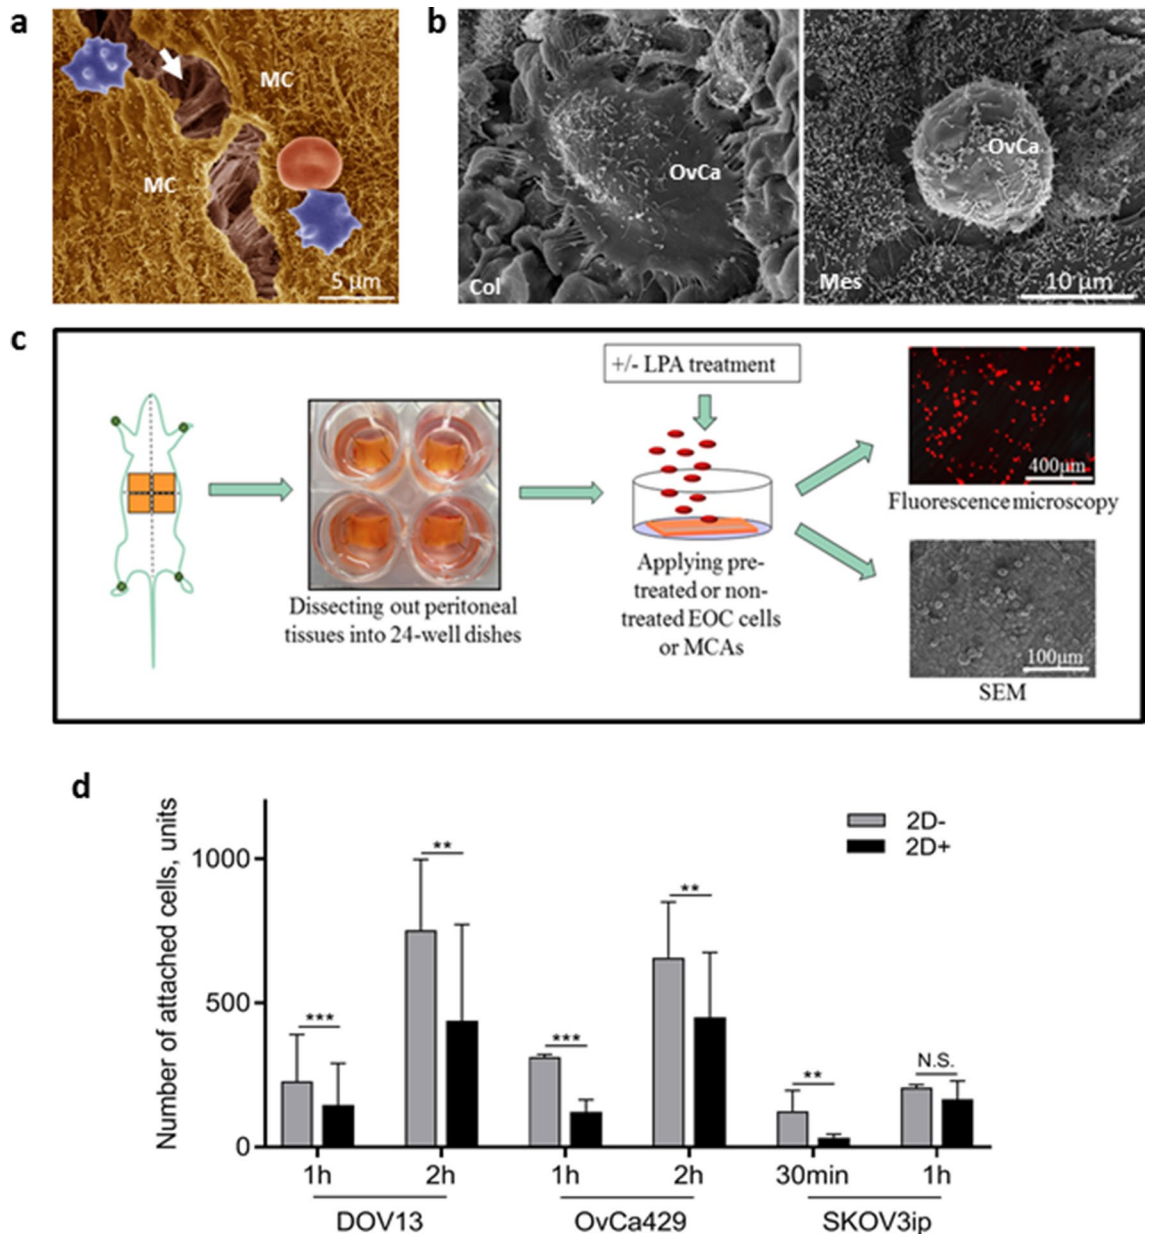 a
MC
MC
5 μm
b
OvCa
Col
OvCa
Mes
10 μm
c
+/- LPA treatment
Dissecting out peritoneal
tissues into 24-well dishes
Applying pre-
treated or non-
treated EOC cells
or MCAs
400μm
Fluorescence microscopy
100μm
SEM
d
Number of attached cells, units
1000
500
0
2D-
2D+
***
**
***
**
**
N.S.
1h
2h
1h
2h
30min
1h
DOV13
OvCa429
SKOV3ip